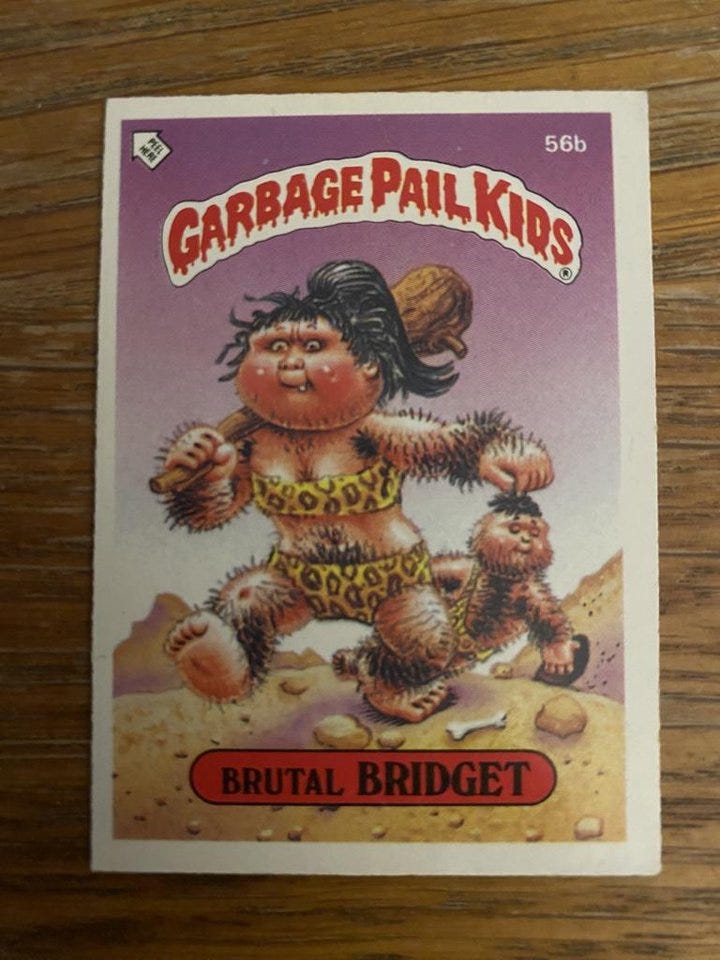 PEEL
HERE
56b
GARBAGE PAIL KIDS
®
BRUTAL BRIDGET